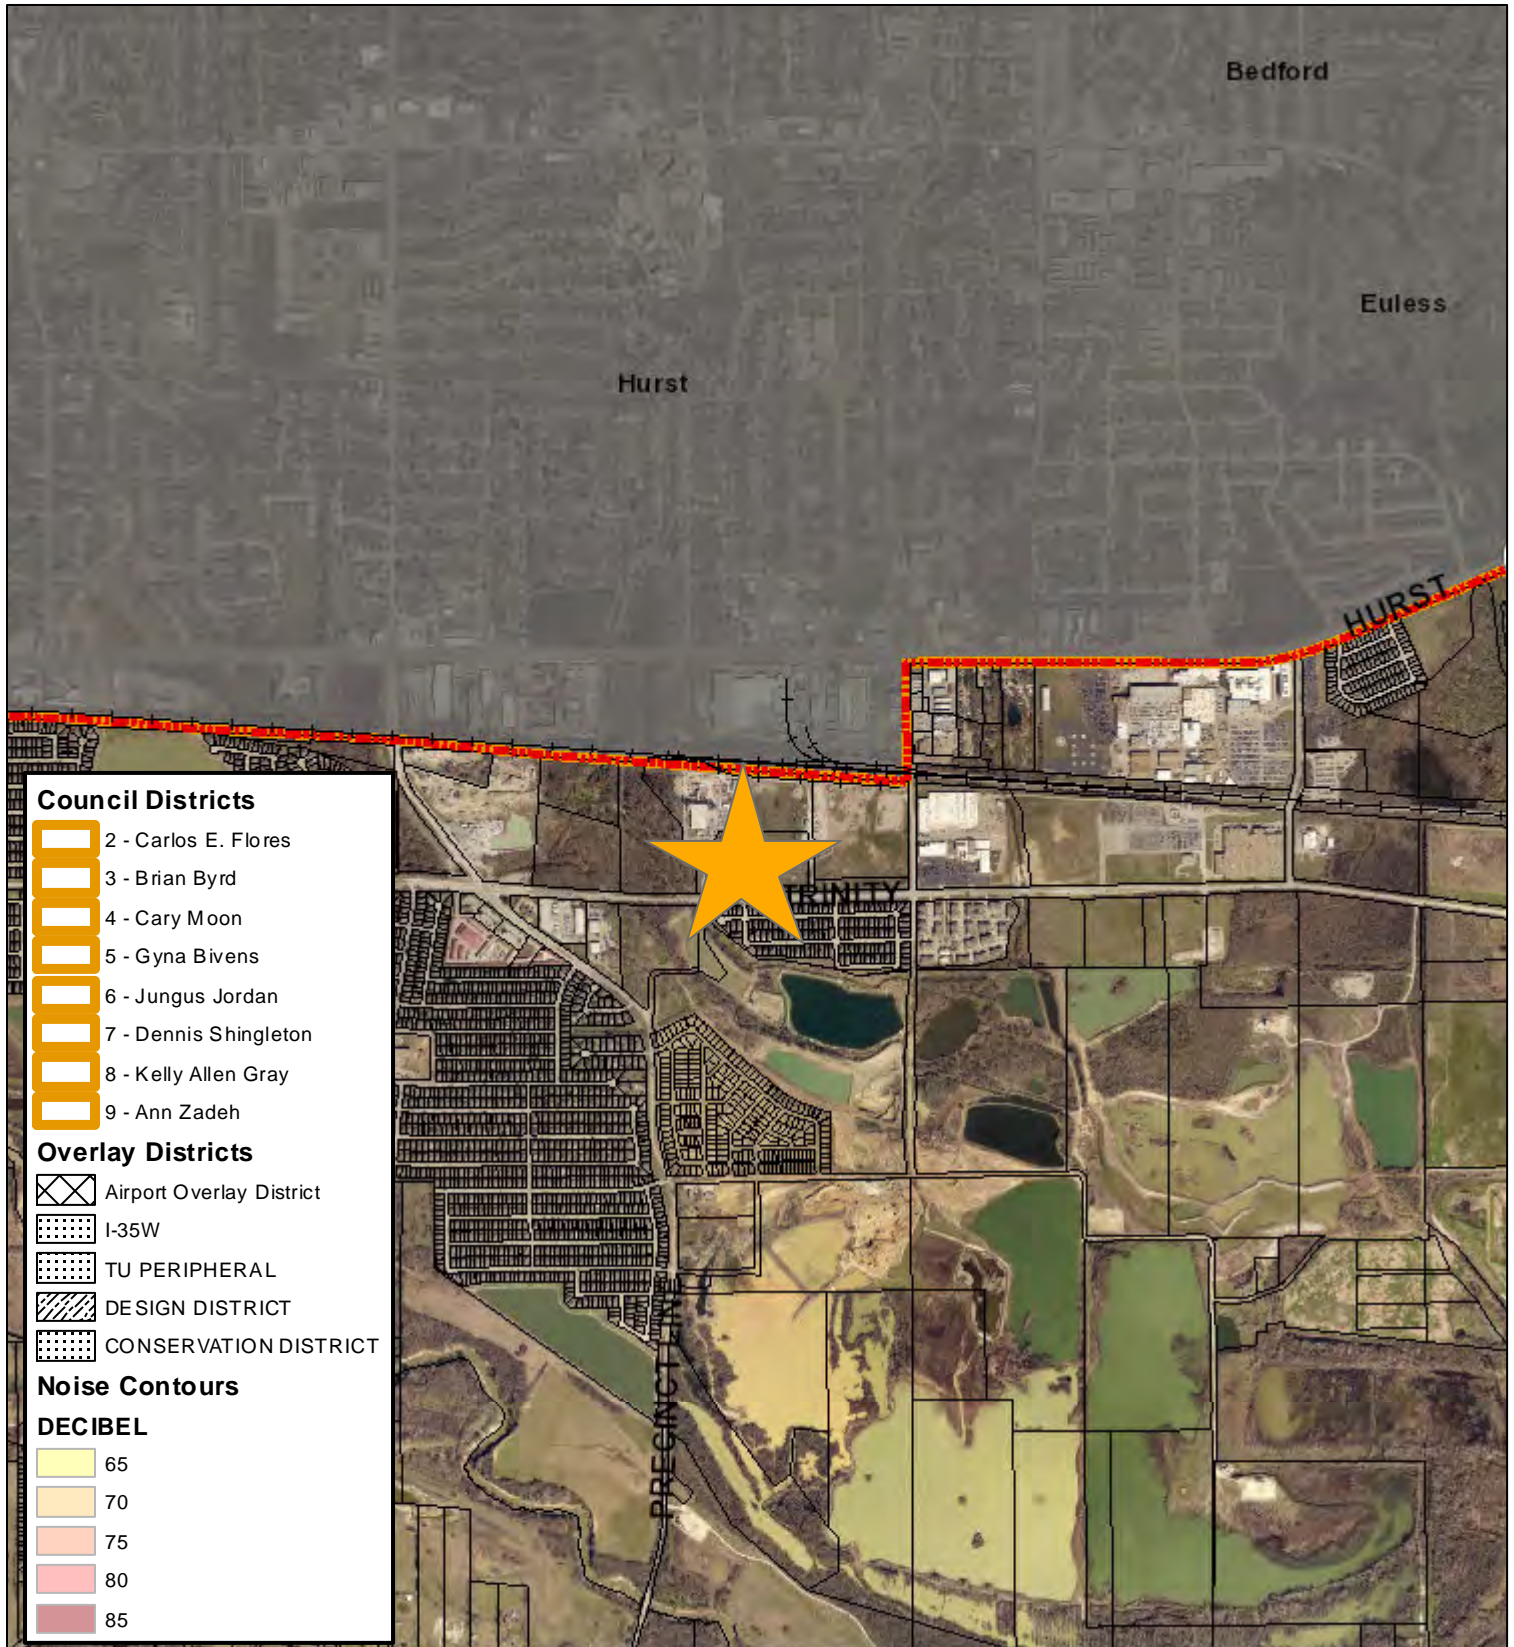 Bedford
Euless
Hurst
HURST
TRINITY
PRECINCT LINE
Council Districts
2 - Carlos E. Flores
3 - Brian Byrd
4 - Cary Moon
5 - Gyna Bivens
6 - Jungus Jordan
7 - Dennis Shingleton
8 - Kelly Allen Gray
9 - Ann Zadeh
Overlay Districts
Airport Overlay District
I-35W
TU PERIPHERAL
DESIGN DISTRICT
CONSERVATION DISTRICT
Noise Contours
DECIBEL
65
70
75
80
85